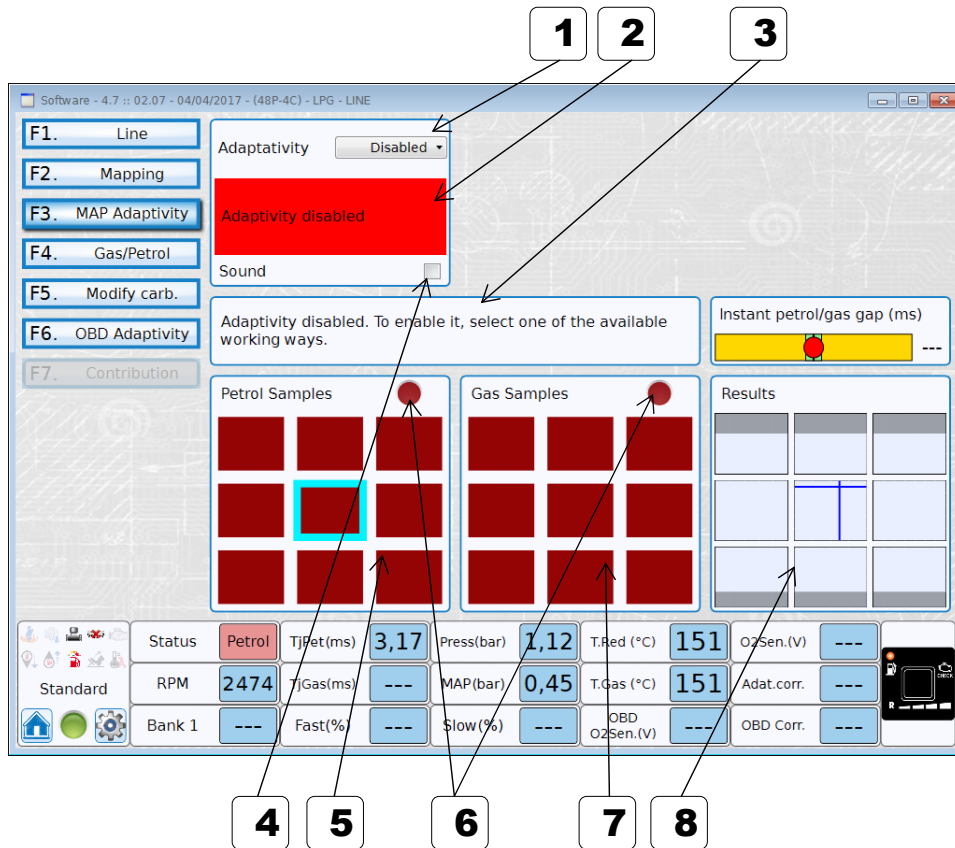 1 2 3
Software - 4.7 :: 02.07 - 04/04/2017 - (48P-4C) - LPG - LINE
F1. Line
F2. Mapping
F3. MAP Adaptivity
F4. Gas/Petrol
F5. Modify carb.
F6. OBD Adaptivity
F7. Contribution
Adaptativity Disabled
Adaptivity disabled
Sound
Adaptivity disabled. To enable it, select one of the available
working ways.
Instant petrol/gas gap (ms)
---
Petrol Samples
Gas Samples
Results
Status Petrol TjPet(ms) 3,17 Press(bar) 1,12 T.Red (°C) 151 O2Sen.(V) ---
Standard RPM 2474 TjGas(ms) --- MAP(bar) 0,45 T.Gas (°C) 151 Adat.corr. ---
Bank 1 --- Fast(%) --- Slow(%) --- OBD
O2Sen.(V) --- OBD Corr. ---
CHECK
R
4 5 6 7 8